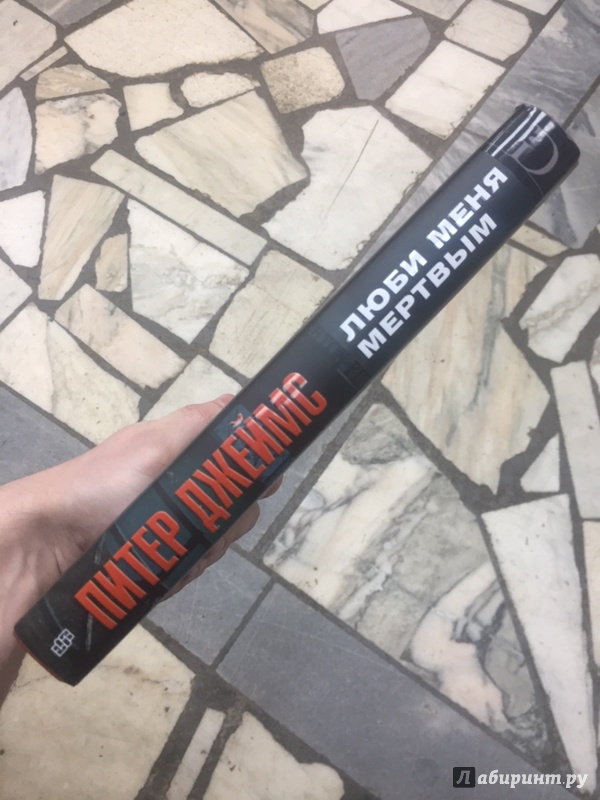 ПИТЕР ДЖЕЙМС
ЛЮБИ МЕНЯ
МЕРТВЫМ
Лабиринт.ру